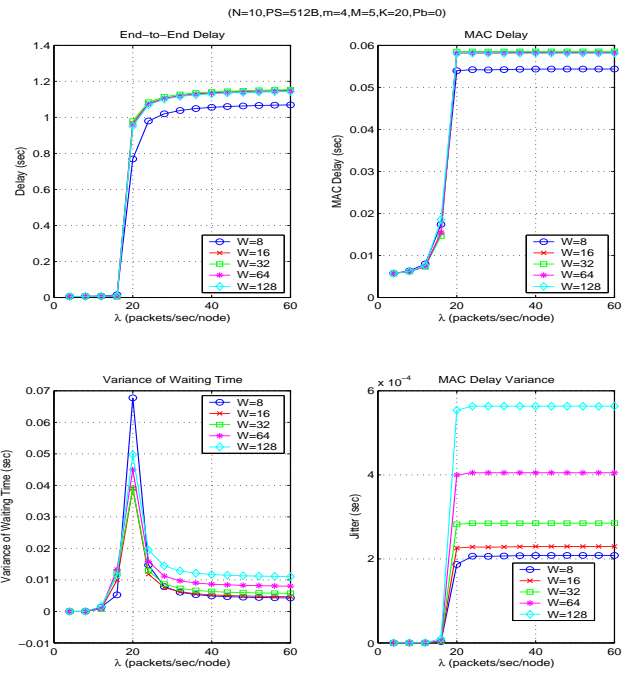 (N=10,PS=512B,m=4,M=5,K=20,Pb=0)
End−to−End Delay
1.4
1.2
1
0.8
0.6
0.4
0.2
0
0
20
40
60
Delay (sec)
λ (packets/sec/node)
W=8
W=16
W=32
W=64
W=128
MAC Delay
0.06
0.05
0.04
0.03
0.02
0.01
0
0
20
40
60
MAC Delay (sec)
λ (packets/sec/node)
W=8
W=16
W=32
W=64
W=128
Variance of Waiting Time
0.07
0.06
0.05
0.04
0.03
0.02
0.01
0
−0.01
0
20
40
60
Variance of Waiting Time (sec)
λ (packets/sec/node)
W=8
W=16
W=32
W=64
W=128
MAC Delay Variance
x 10⁻⁴
6
4
2
0
0
20
40
60
Jitter (sec)
λ (packets/sec/node)
W=8
W=16
W=32
W=64
W=128